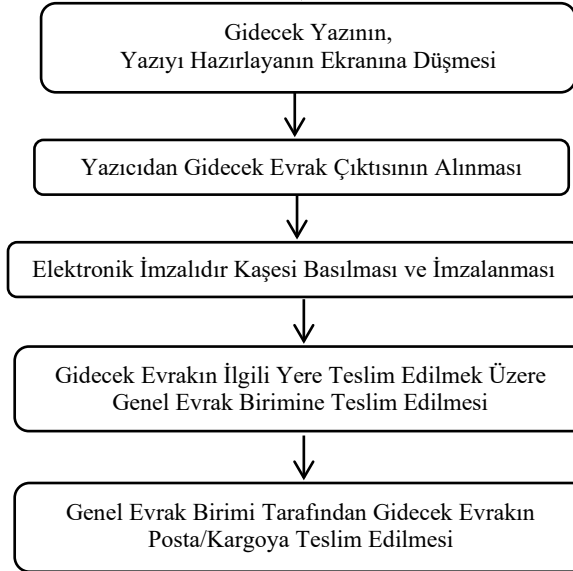 Gidecek Yazının,
Yazıyı Hazırlayanın Ekranına Düşmesi
Yazıcıdan Gidecek Evrak Çıktısının Alınması
Elektronik İmzalıdır Kaşesi Basılması ve İmzalanması
Gidecek Evrakın İlgili Yere Teslim Edilmek Üzere
Genel Evrak Birimine Teslim Edilmesi
Genel Evrak Birimi Tarafından Gidecek Evrakın
Posta/Kargoya Teslim Edilmesi